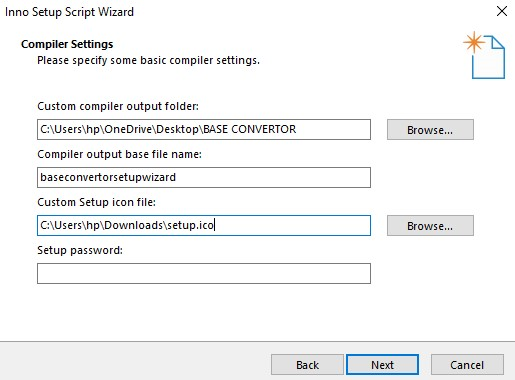 Inno Setup Script Wizard
Compiler Settings
Please specify some basic compiler settings.
Custom compiler output folder:
C:\Users\hp\OneDrive\Desktop\BASE CONVERTOR
Browse...
Compiler output base file name:
baseconvertorsetupwizard
Custom Setup icon file:
C:\Users\hp\Downloads\setup.ico
Browse...
Setup password:
Back
Next
Cancel